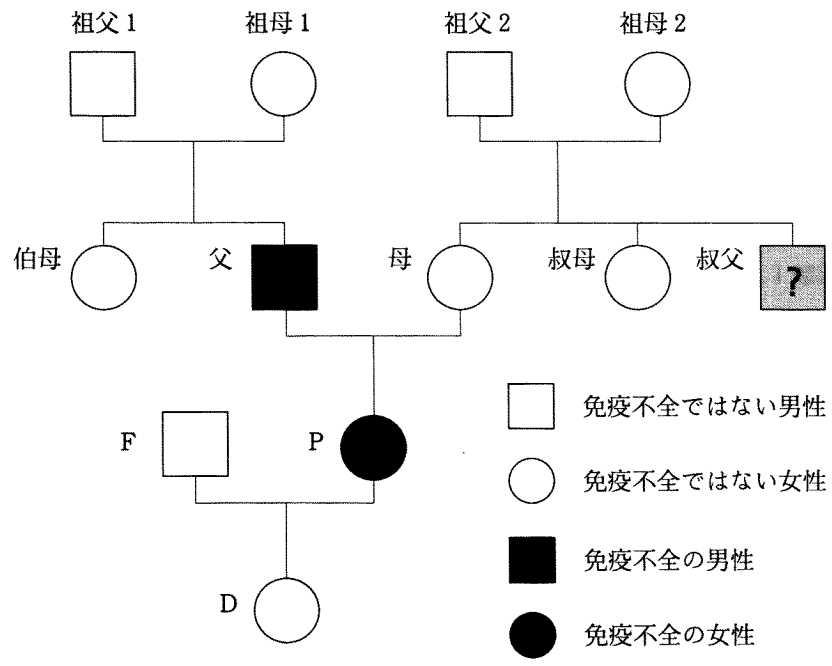 祖父1 祖母1 祖父2 祖母2
伯母 父 母 叔母 叔父 ?
F P
D
免疫不全ではない男性
免疫不全ではない女性
免疫不全の男性
免疫不全の女性